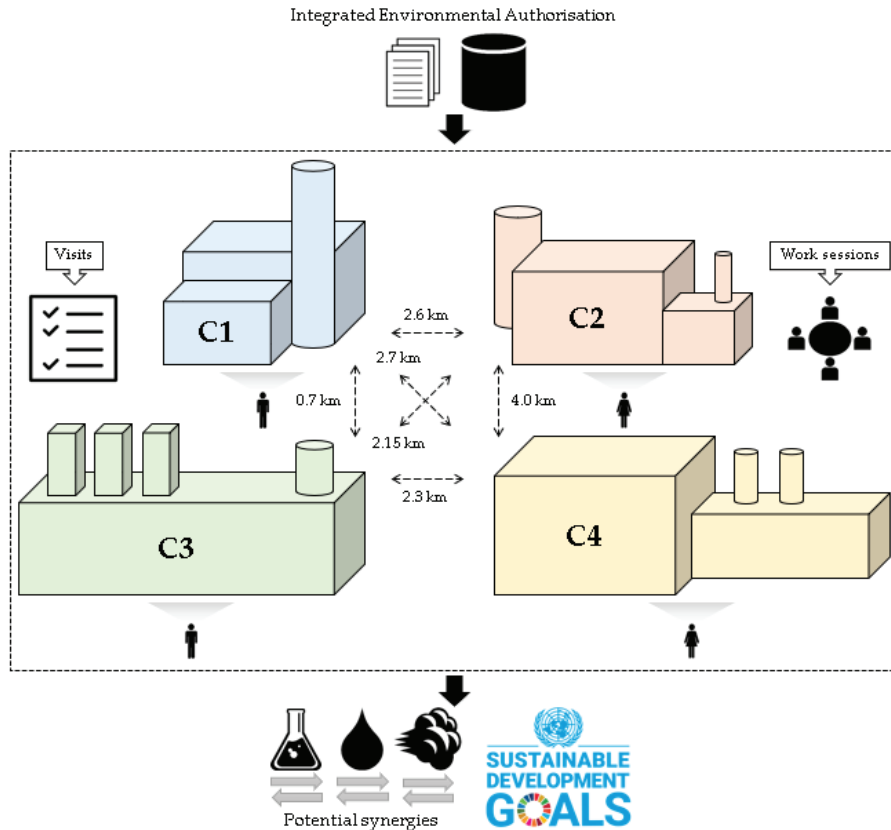 Integrated Environmental Authorisation
Visits
Work sessions
C1
C2
2.6 km
2.7 km
0.7 km
4.0 km
2.15 km
2.3 km
C3
C4
Potential synergies
SUSTAINABLE
DEVELOPMENT
GOALS